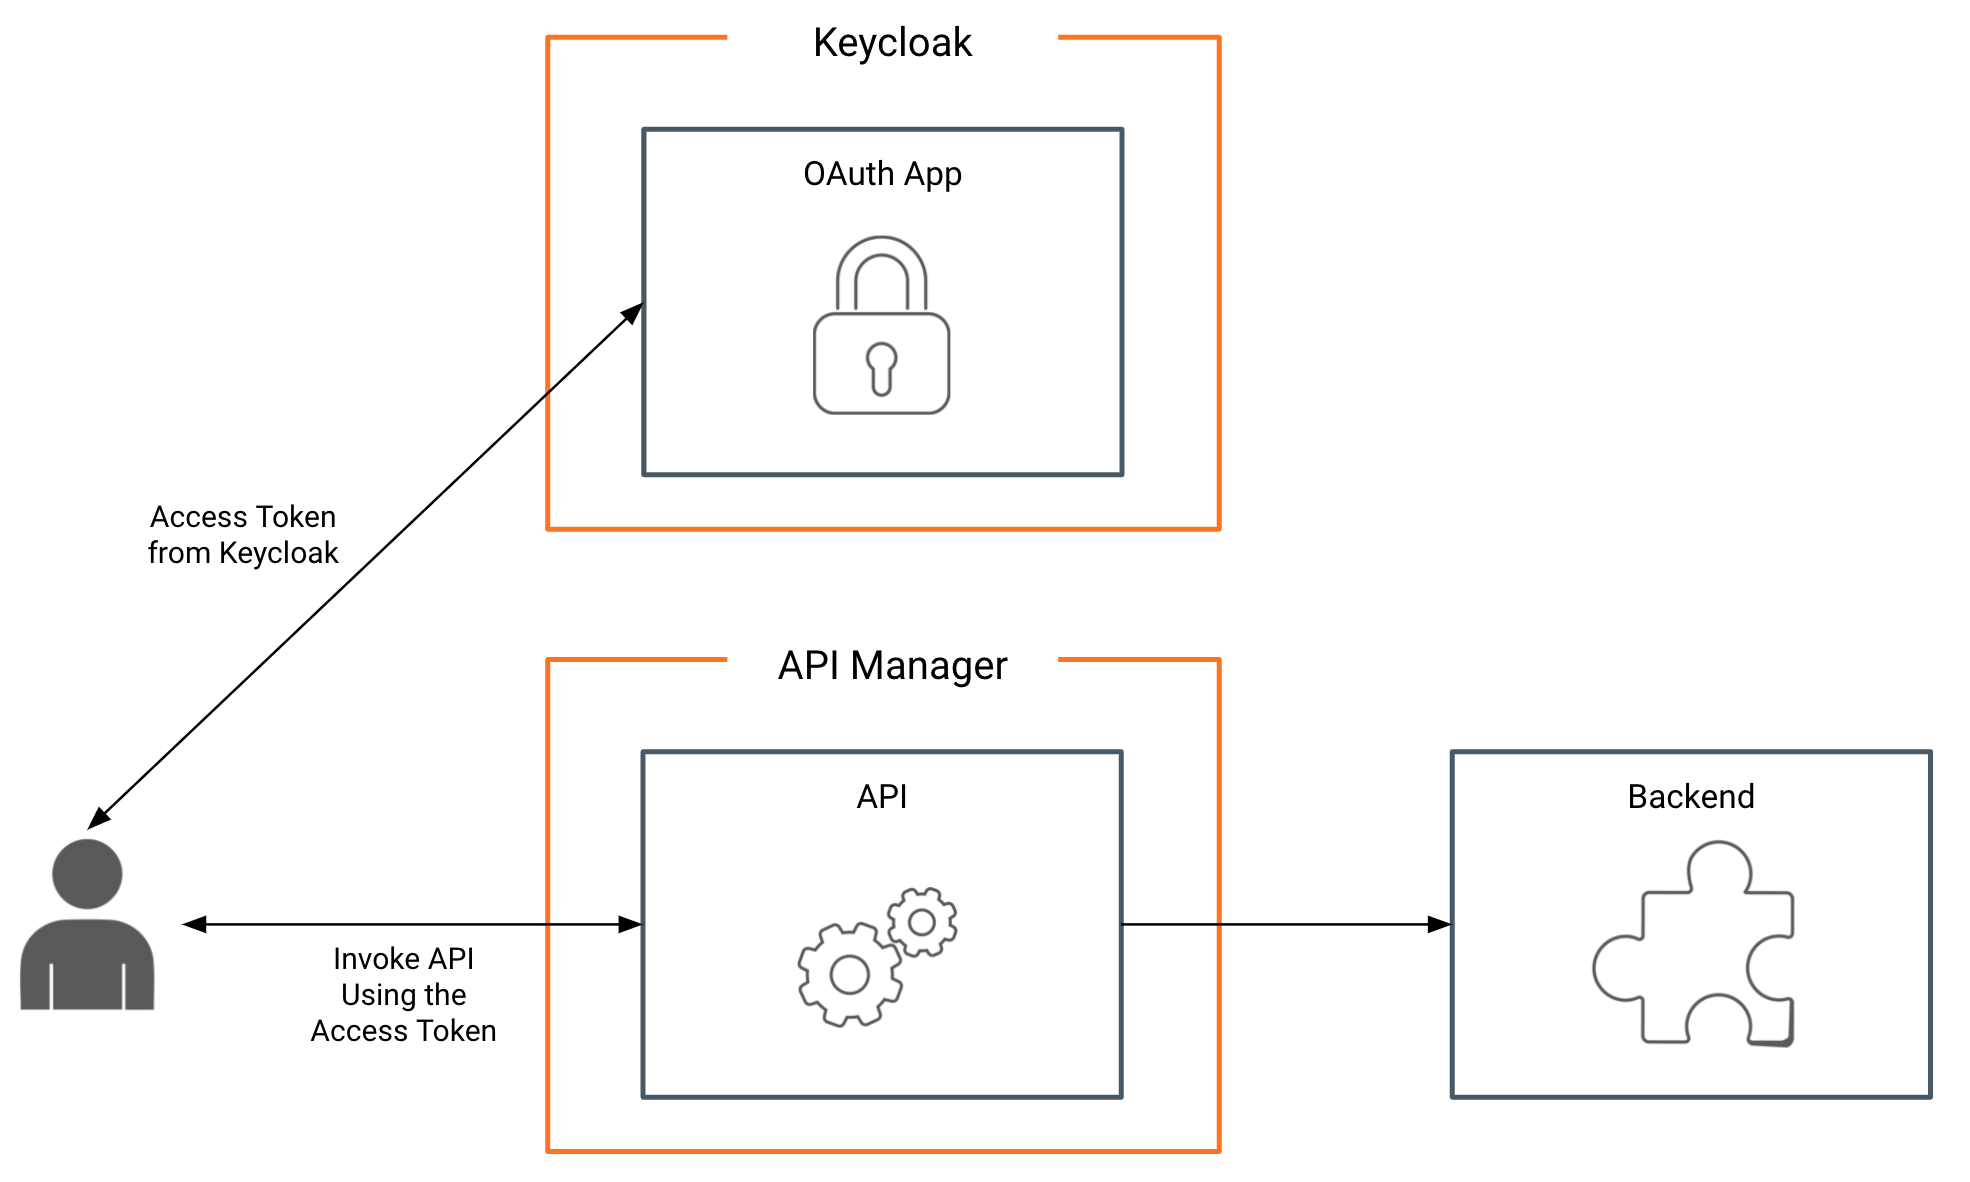 Keycloak
OAuth App
Access Token
from Keycloak
API Manager
API
Backend
Invoke API
Using the
Access Token